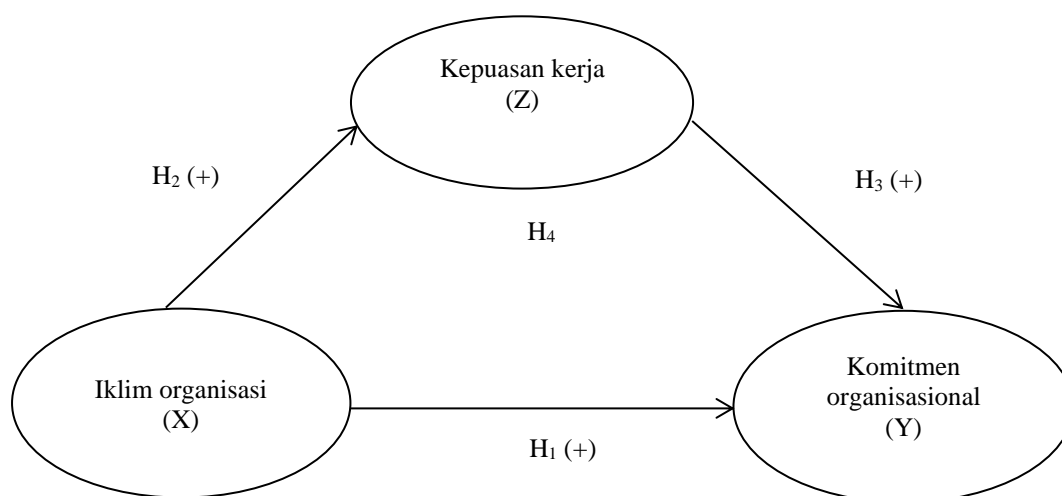 Kepuasan kerja
(Z)
H₂ (+)
H₃ (+)
H₄
Iklim organisasi
(X)
Komitmen
organisasional
(Y)
H₁ (+)